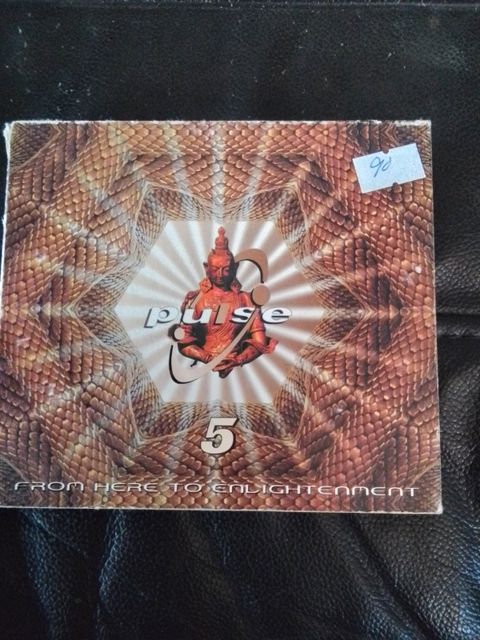 90
pulse
5
FROM HERE TO ENLIGHTENMENT